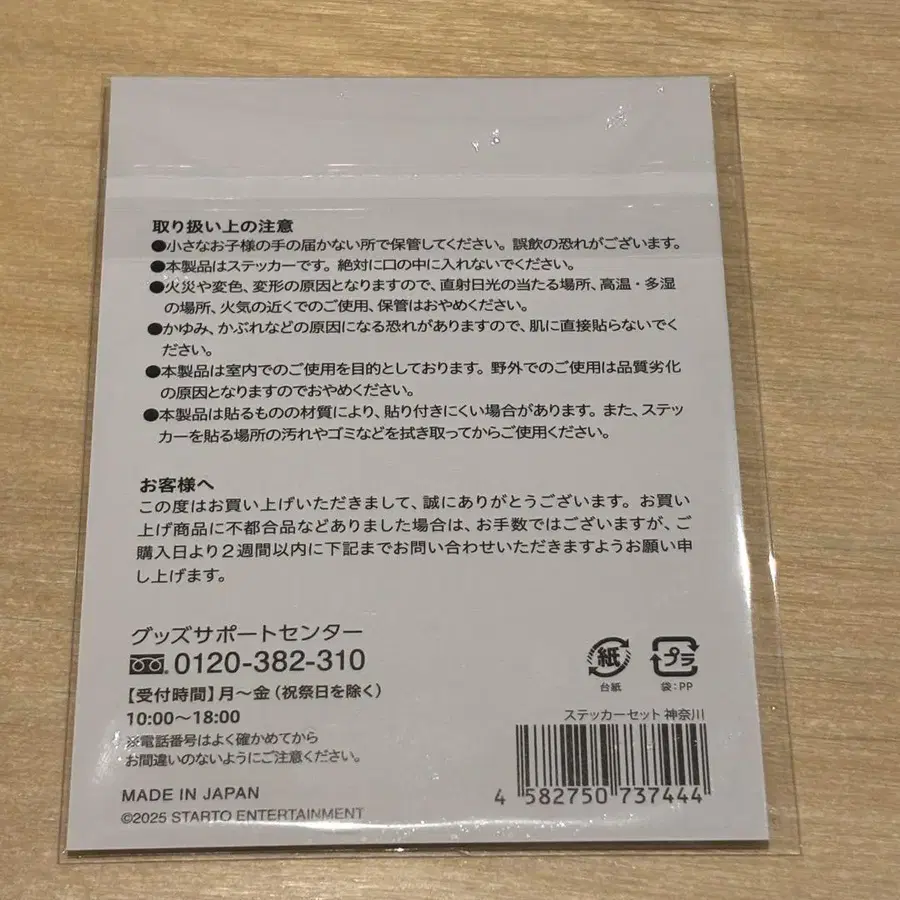 取り扱い上の注意
●小さなお子様の手の届かない所で保管してください。誤飲の恐れがございます。
●本製品はステッカーです。絶対に口の中に入れないでください。
●火災や変色、変形の原因となりますので、直射日光の当たる場所、高温・多湿
の場所、火気の近くでのご使用、保管はおやめください。
●かゆみ、かぶれなどの原因になる恐れがありますので、肌に直接貼らないでく
ださい。
●本製品は室内でのご使用を目的としております。野外でのご使用は品質劣化
の原因となりますのでおやめください。
●本製品は貼るものの材質により、貼り付きにくい場合があります。また、ステッ
カーを貼る場所の汚れやゴミなどを拭き取ってからご使用ください。
お客様へ
この度はお買い上げいただきまして、誠にありがとうございます。お買い
上げ商品に不都合品などありました場合は、お手数ではございますが、ご
購入日より2週間以内に下記までお問い合わせいただきますようお願い申
し上げます。
グッズサポートセンター
0120-382-310
【受付時間】月〜金（祝祭日を除く）
10:00〜18:00
※電話番号はよく確かめてから
お間違いのないようにご注意ください。
MADE IN JAPAN
©2025 STARTO ENTERTAINMENT
紙
台紙
プラ
袋:PP
ステッカーセット 神奈川
4 582750 737444